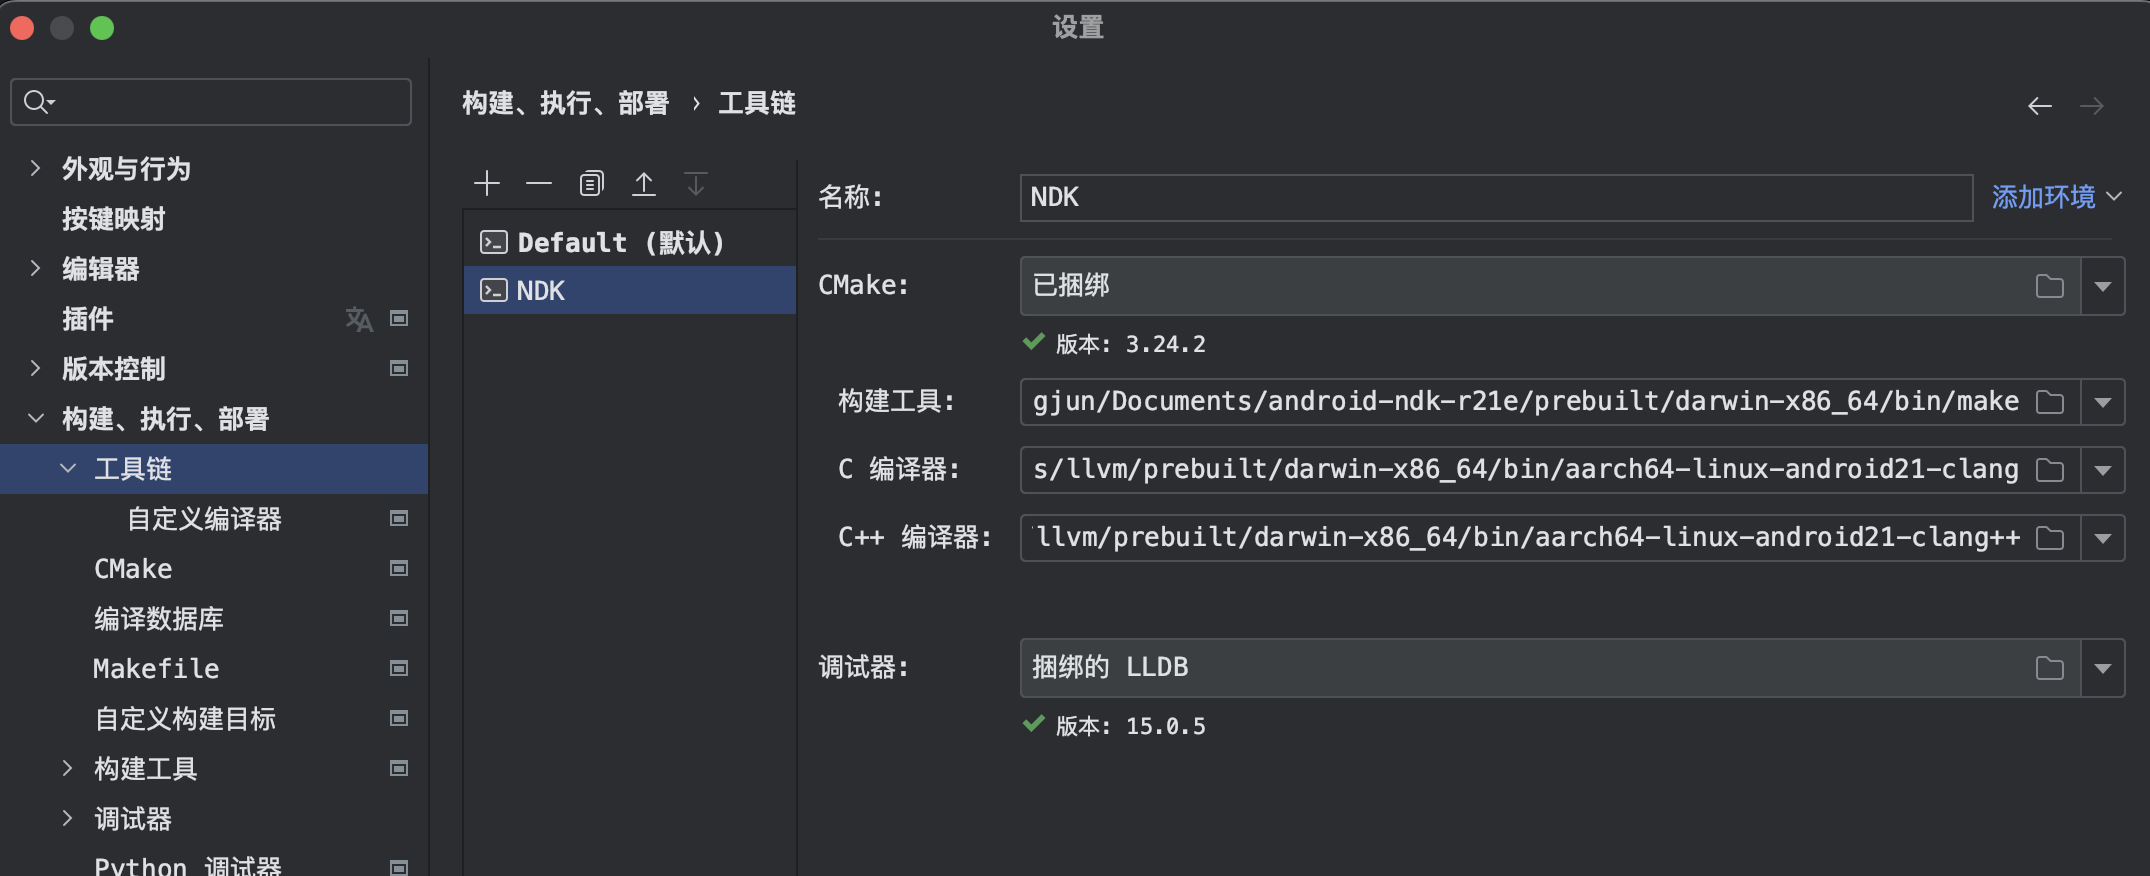 设置
外观与行为
按键映射
编辑器
插件
版本控制
构建、执行、部署
工具链
自定义编译器
CMake
编译数据库
Makefile
自定义构建目标
构建工具
调试器
Python 调试器
构建、执行、部署 › 工具链
Default (默认)
NDK
名称: NDK 添加环境
CMake: 已捆绑
版本: 3.24.2
构建工具: gjun/Documents/android-ndk-r21e/prebuilt/darwin-x86_64/bin/make
C 编译器: s/llvm/prebuilt/darwin-x86_64/bin/aarch64-linux-android21-clang
C++ 编译器: llvm/prebuilt/darwin-x86_64/bin/aarch64-linux-android21-clang++
调试器: 捆绑的 LLDB
版本: 15.0.5